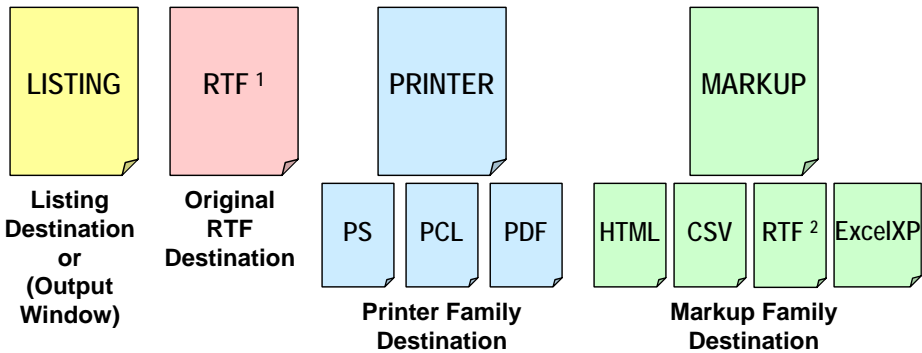 LISTING
RTF 1
PRINTER
MARKUP
Listing
Destination
or
(Output
Window)
Original
RTF
Destination
PS
PCL
PDF
Printer Family
Destination
HTML
CSV
RTF 2
ExcelXP
Markup Family
Destination